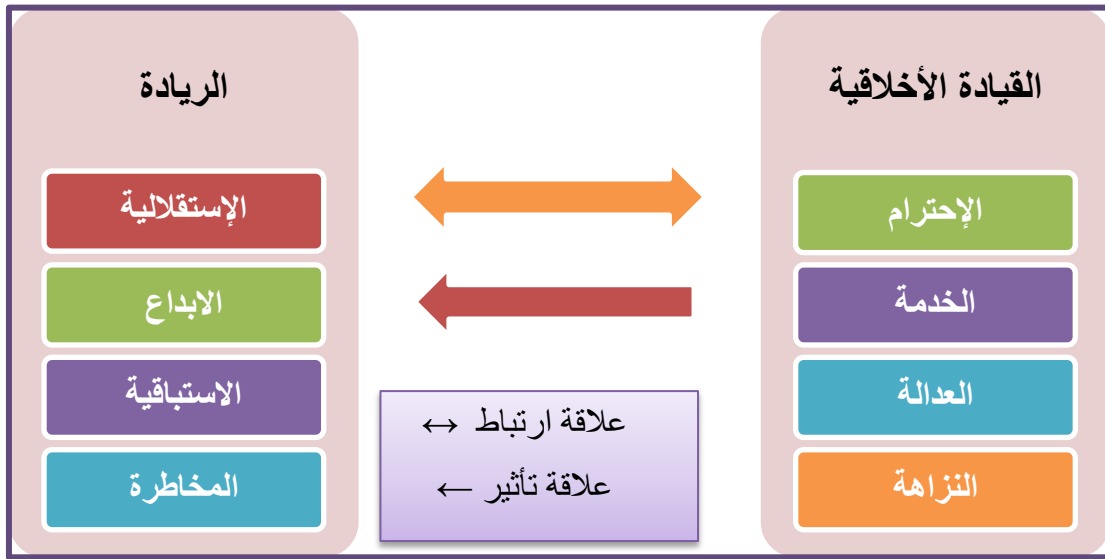 القيادة الأخلاقية
الإحترام
الخدمة
العدالة
النزاهة
الريادة
الإستقلالية
الابداع
الاستباقية
المخاطرة
علاقة ارتباط ↔
علاقة تأثير ←